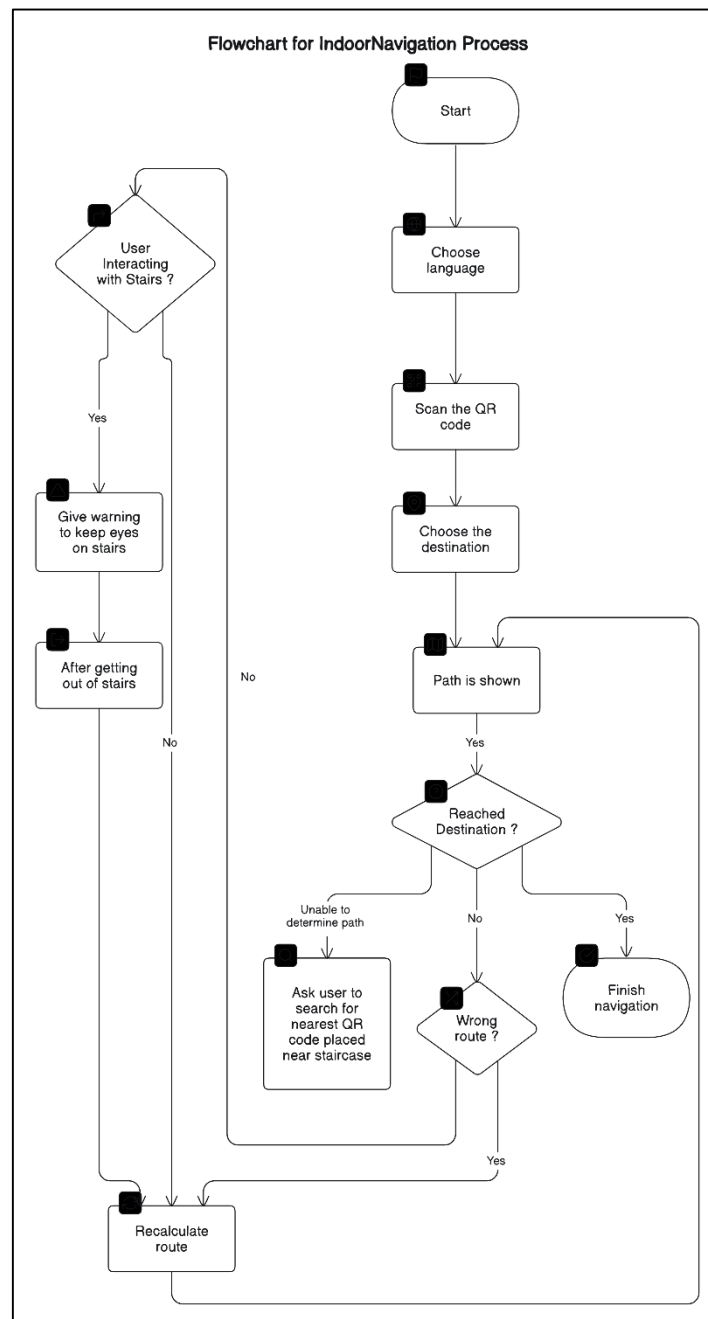 Flowchart for IndoorNavigation Process
Start
Choose
language
Scan the QR
code
Choose the
destination
Path is shown
Yes
Reached
Destination ?
Unable to
determine path
No
Yes
Ask user to
search for
nearest QR
code placed
near staircase
Wrong
route ?
Finish
navigation
No
Yes
User
Interacting
with Stairs ?
Yes
No
Give warning
to keep eyes
on stairs
After getting
out of stairs
Recalculate
route